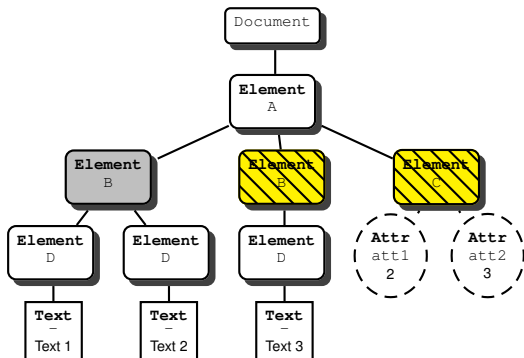 Document
Element
A
Element
B
Element
B
Element
C
Element
D
Element
D
Element
D
Attr
att1
2
Attr
att2
3
Text
–
Text 1
Text
–
Text 2
Text
–
Text 3